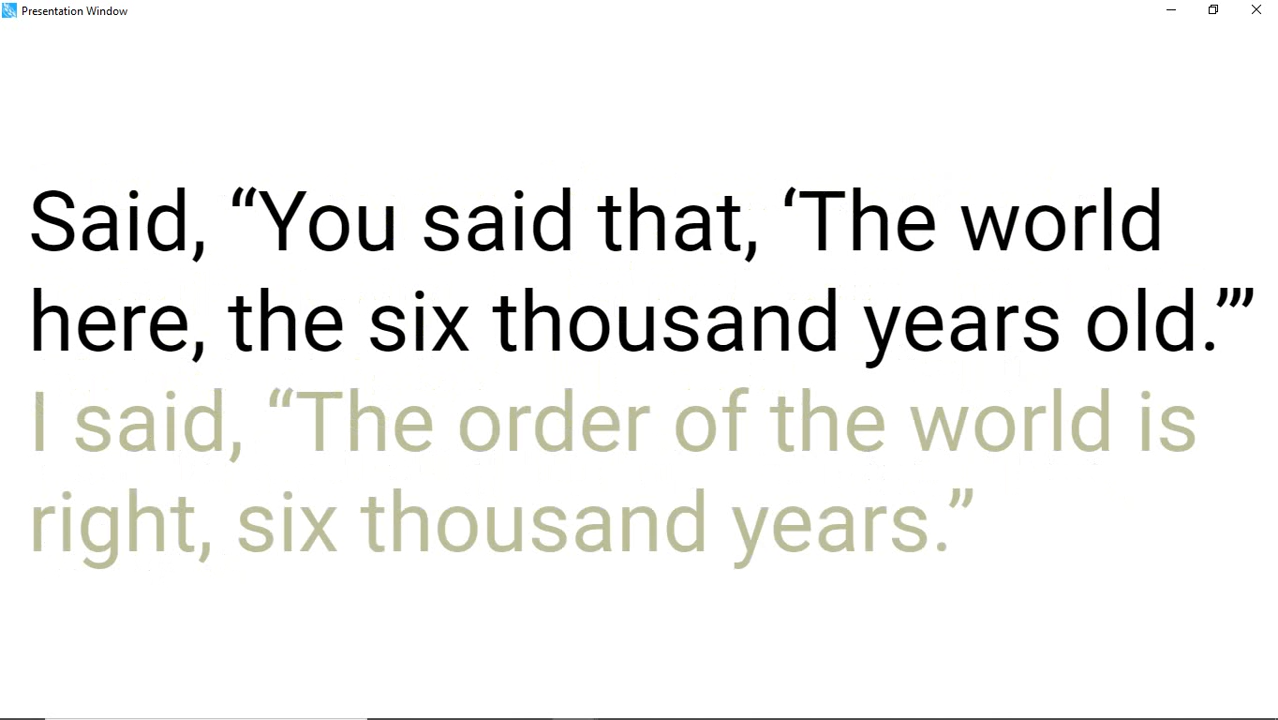 Presentation Window
Said, “You said that, ‘The world
here, the six thousand years old.’”
I said, “The order of the world is
right, six thousand years.”